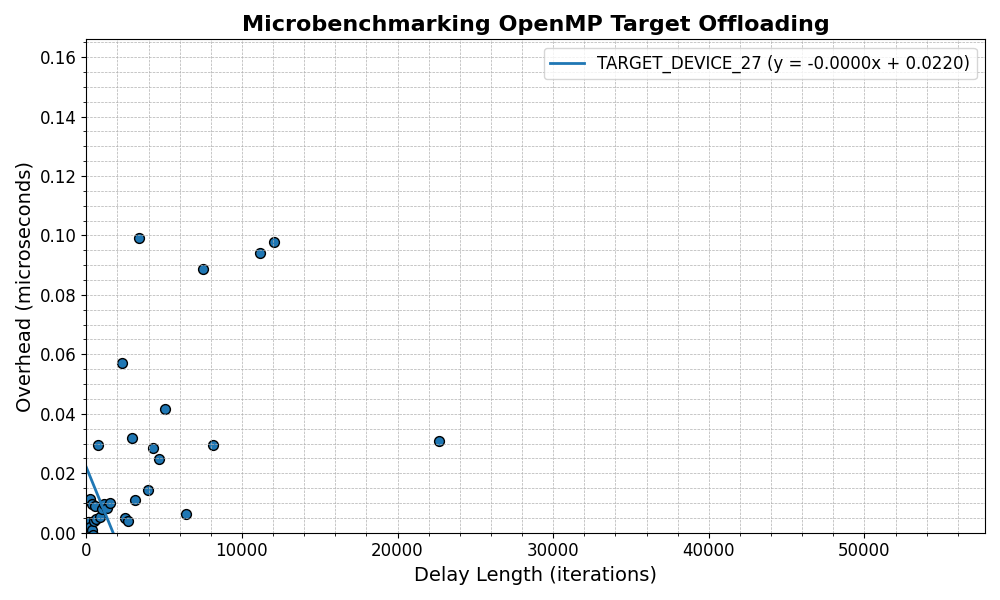 Microbenchmarking OpenMP Target Offloading
TARGET_DEVICE_27 (y = -0.0000x + 0.0220)
Overhead (microseconds)
0.16
0.14
0.12
0.10
0.08
0.06
0.04
0.02
0.00
0 10000 20000 30000 40000 50000
Delay Length (iterations)